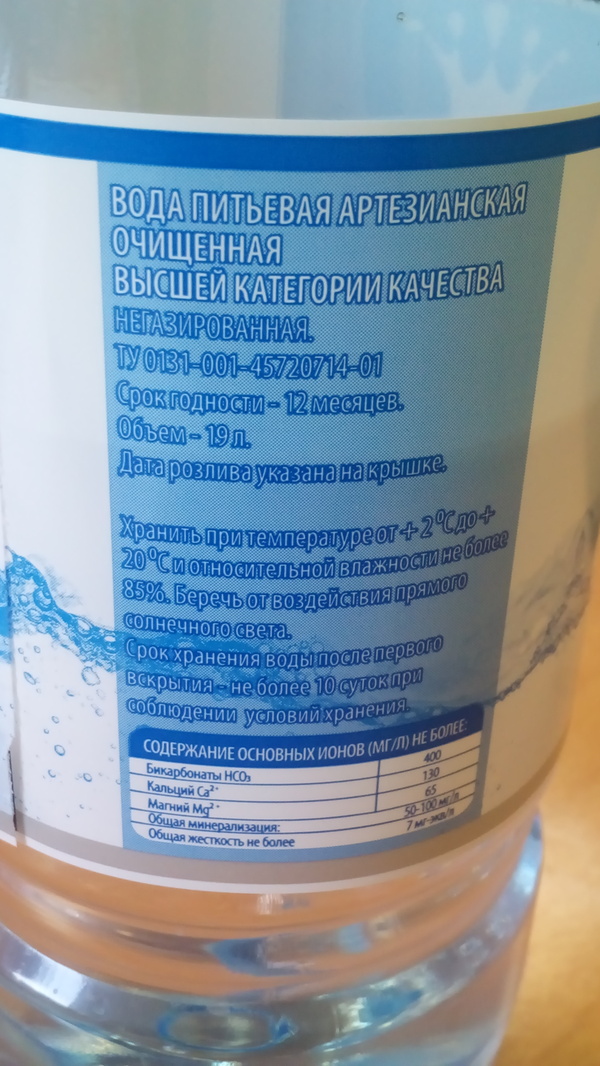 ВОДА ПИТЬЕВАЯ АРТЕЗИАНСКАЯ
ОЧИЩЕННАЯ
ВЫСШЕЙ КАТЕГОРИИ КАЧЕСТВА
НЕГАЗИРОВАННАЯ.
ТУ 0131-001-45720714-01
Срок годности - 12 месяцев.
Объем - 19 л.
Дата розлива указана на крышке.
Хранить при температуре от + 2 °С до +
20 °С и относительной влажности не более
85%. Беречь от воздействия прямого
солнечного света.
Срок хранения воды после первого
вскрытия - не более 10 суток при
соблюдении условий хранения.
СОДЕРЖАНИЕ ОСНОВНЫХ ИОНОВ (МГ/Л) НЕ БОЛЕЕ:
Бикарбонаты HCO₃ 400
Кальций Ca²⁺ 130
Магний Mg²⁺ 65
Общая минерализация: 50-100 мг/л
Общая жесткость не более 7 мг-экв/л